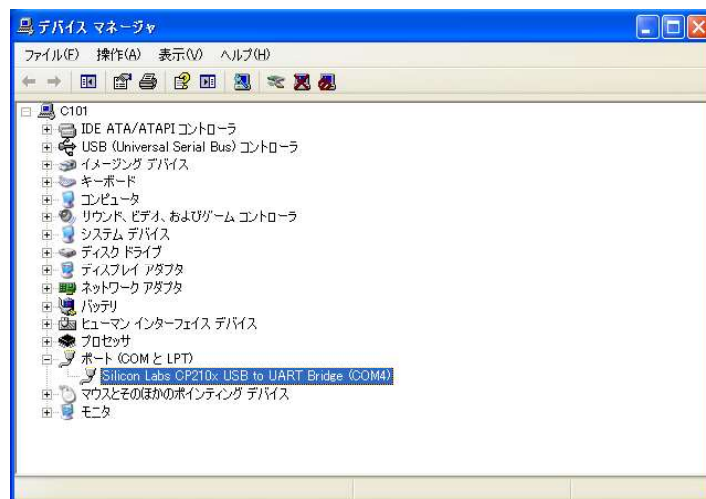 デバイス マネージャ
ファイル(F) 操作(A) 表示(V) ヘルプ(H)
C101
IDE ATA/ATAPI コントローラ
USB (Universal Serial Bus) コントローラ
イメージング デバイス
キーボード
コンピュータ
サウンド、ビデオ、およびゲーム コントローラ
システム デバイス
ディスク ドライブ
ディスプレイ アダプタ
ネットワーク アダプタ
バッテリ
ヒューマン インターフェイス デバイス
プロセッサ
ポート (COM と LPT)
Silicon Labs CP210x USB to UART Bridge (COM4)
マウスとそのほかのポインティング デバイス
モニタ